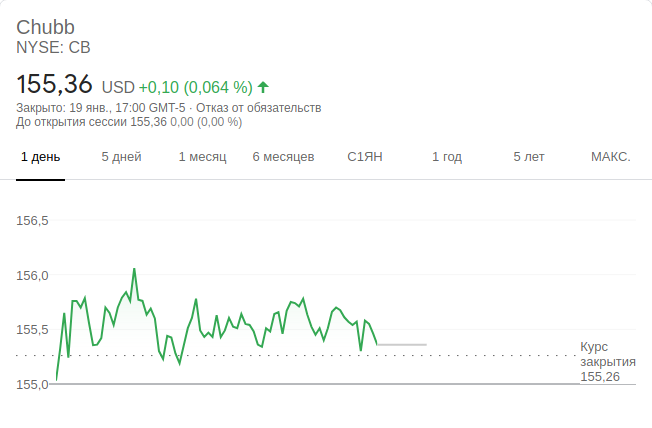 Chubb
NYSE: CB
155,36 USD +0,10 (0,064 %)
Закрыто: 19 янв., 17:00 GMT-5 · Отказ от обязательств
До открытия сессии 155,36 0,00 (0,00 %)
1 день 5 дней 1 месяц 6 месяцев С1ЯН 1 год 5 лет МАКС.
156,5
156,0
155,5
155,0
Курс
закрытия
155,26